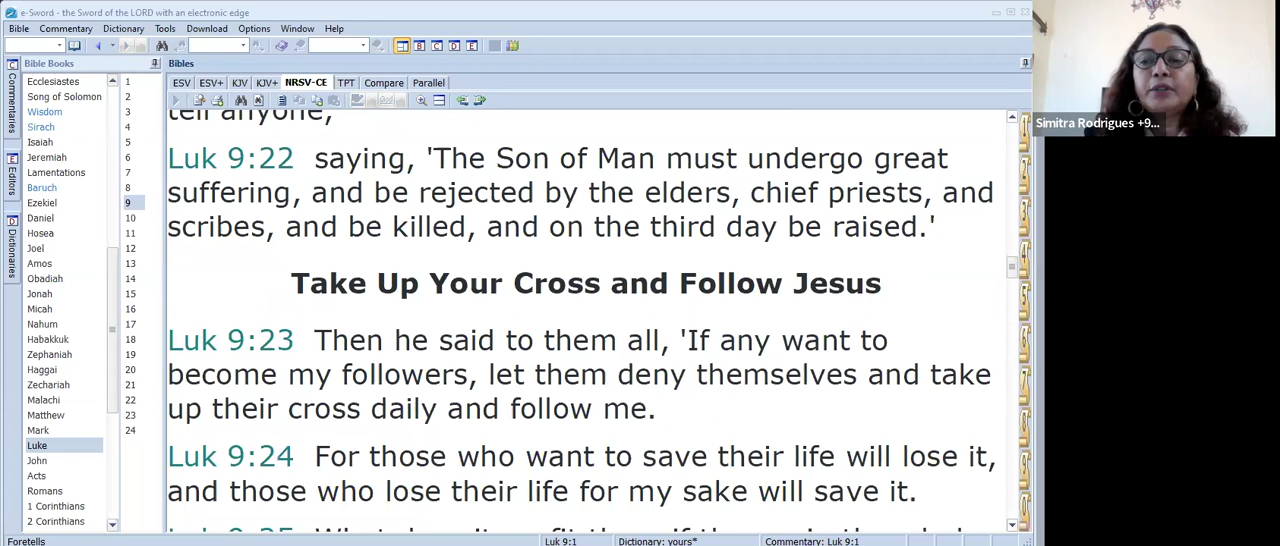 e-Sword - the Sword of the LORD with an electronic edge
Bible Commentary Dictionary Tools Download Options Window Help
B C D E
Bible Books
Bibles
Commentaries
Editors
Dictionaries
Ecclesiastes
Song of Solomon
Wisdom
Sirach
Isaiah
Jeremiah
Lamentations
Baruch
Ezekiel
Daniel
Hosea
Joel
Amos
Obadiah
Jonah
Micah
Nahum
Habakkuk
Zephaniah
Haggai
Zechariah
Malachi
Matthew
Mark
Luke
John
Acts
Romans
1 Corinthians
2 Corinthians
1
2
3
4
5
6
7
8
9
10
11
12
13
14
15
16
17
18
19
20
21
22
23
24
ESV ESV+ KJV KJV+ NRSV-CE TPT Compare Parallel
tell anyone,
Luk 9:22 saying, 'The Son of Man must undergo great
suffering, and be rejected by the elders, chief priests, and
scribes, and be killed, and on the third day be raised.'
Take Up Your Cross and Follow Jesus
Luk 9:23 Then he said to them all, 'If any want to
become my followers, let them deny themselves and take
up their cross daily and follow me.
Luk 9:24 For those who want to save their life will lose it,
and those who lose their life for my sake will save it.
Foretells
Luk 9:1
Dictionary: yours*
Commentary: Luk 9:1
Simitra Rodrigues +9...